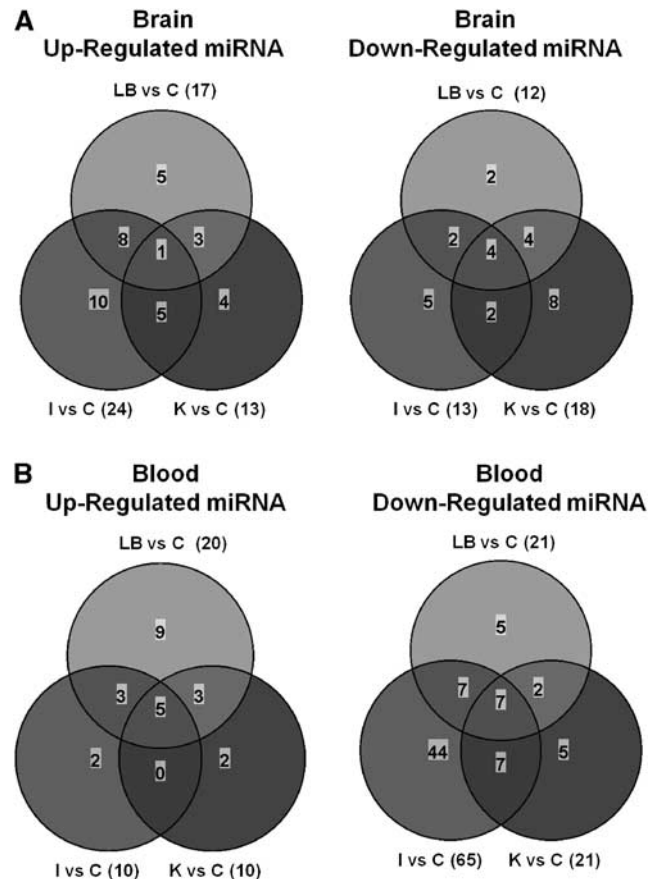 A
Brain
Up-Regulated miRNA
LB vs C (17)
5
8
1
3
10
5
4
I vs C (24)
K vs C (13)
Brain
Down-Regulated miRNA
LB vs C (12)
2
2
4
4
5
2
8
I vs C (13)
K vs C (18)
B
Blood
Up-Regulated miRNA
LB vs C (20)
9
3
5
3
2
0
2
I vs C (10)
K vs C (10)
Blood
Down-Regulated miRNA
LB vs C (21)
5
7
7
2
44
7
5
I vs C (65)
K vs C (21)